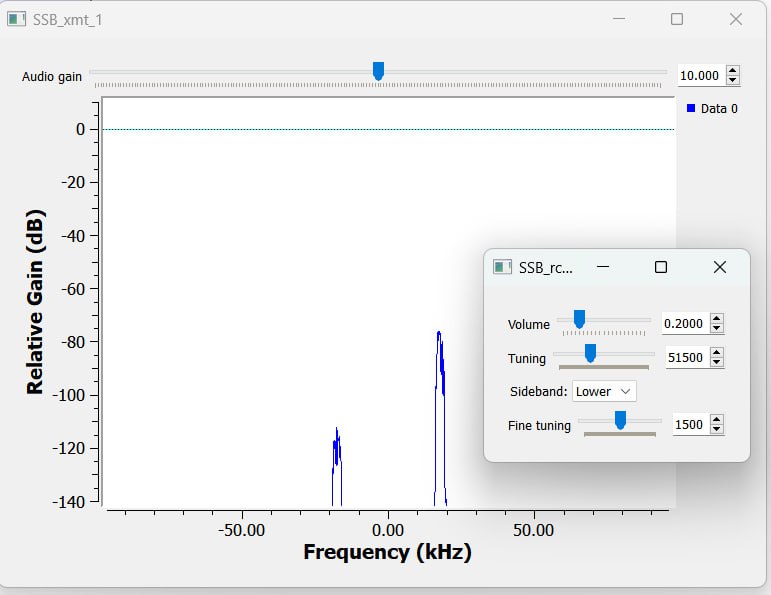 SSB_xmt_1
Audio gain
10.000
Data 0
0
-20
-40
-60
-80
-100
-120
-140
Relative Gain (dB)
-50.00
0.00
50.00
Frequency (kHz)
SSB_rc...
Volume
0.2000
Tuning
51500
Sideband:
Lower
Fine tuning
1500